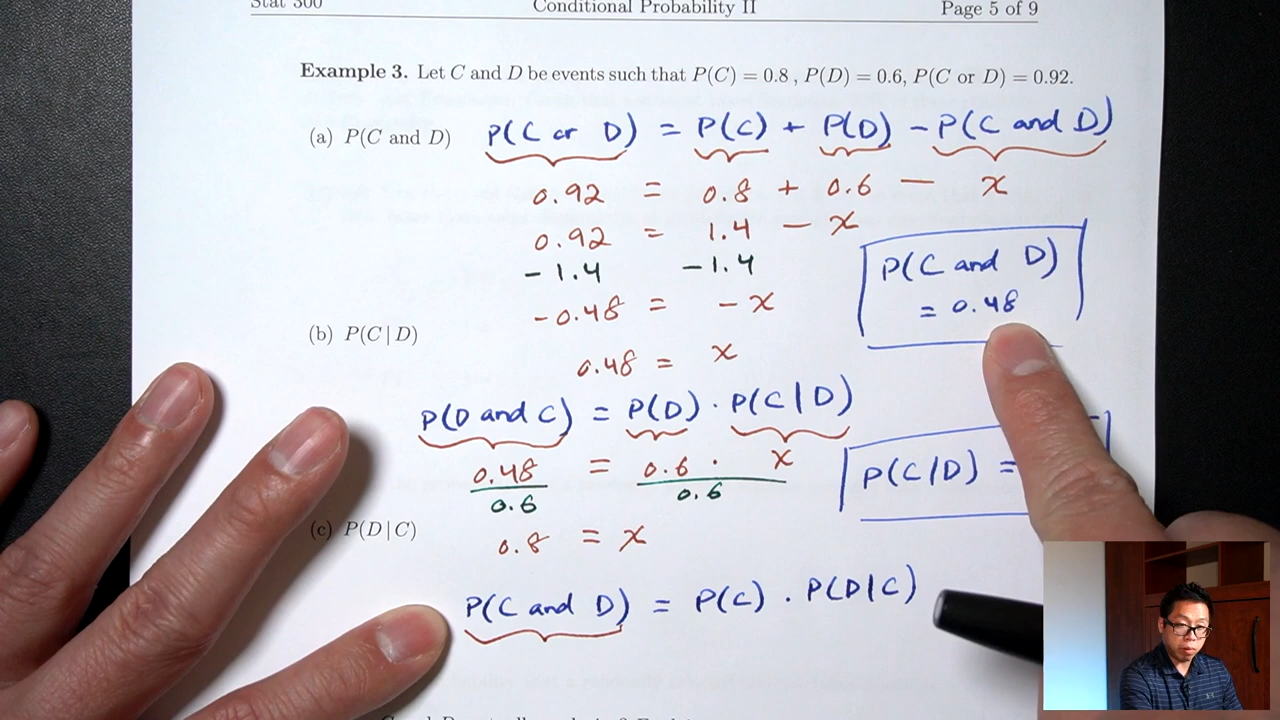 Stat 300 Conditional Probability II Page 5 of 9
Example 3. Let C and D be events such that P(C) = 0.8 , P(D) = 0.6, P(C or D) = 0.92.
(a) P(C and D) P(C or D) = P(C) + P(D) - P(C and D)
0.92 = 0.8 + 0.6 — x
0.92 = 1.4 — x
-1.4 -1.4
-0.48 = -x
P(C and D)
= 0.48
(b) P(C | D)
0.48 = x
P(D and C) = P(D) · P(C|D)
0.48 = 0.6 · x
0.6 0.6
P(C|D) =
(c) P(D | C)
0.8 = x
P(C and D) = P(C) · P(D|C)